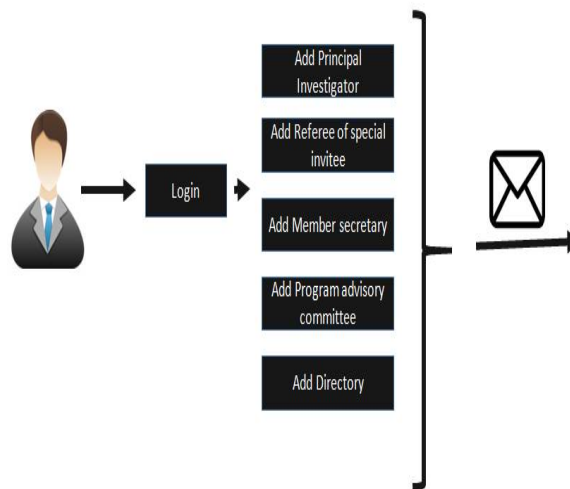 Add Principal
Investigator
Add Referee of special
invitee
Login
Add Member secretary
Add Program advisory
committee
Add Directory